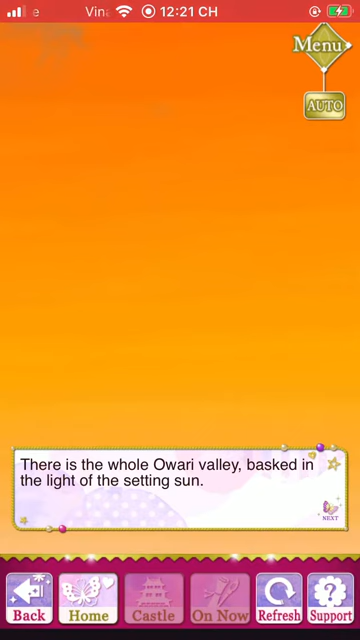 e Vina 12:21 CH
Menu
AUTO
There is the whole Owari valley, basked in
the light of the setting sun.
NEXT
Back Home Castle On Now Refresh Support